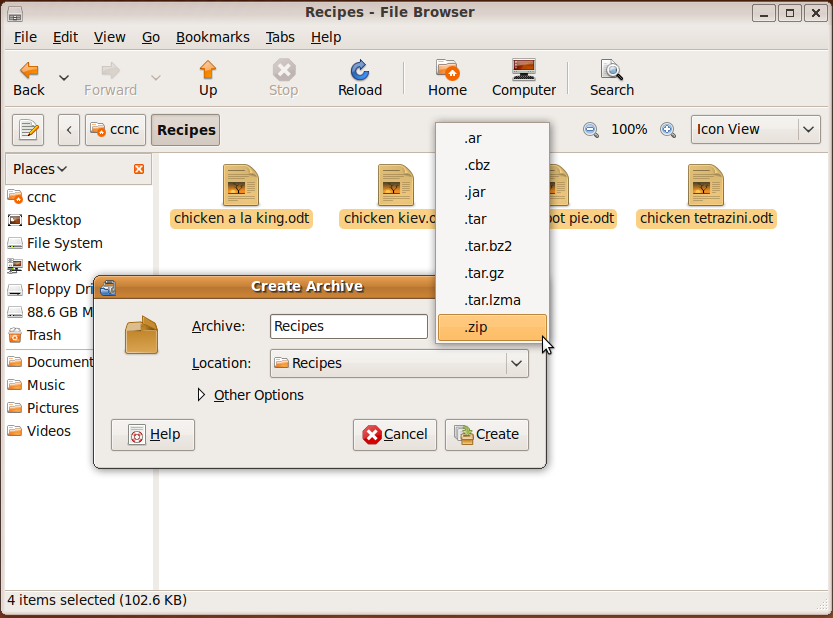 Recipes - File Browser
File Edit View Go Bookmarks Tabs Help
Back Forward Up Stop Reload Home Computer Search
ccnc Recipes 100% Icon View
Places
ccnc
Desktop
File System
Network
Floppy Dri
88.6 GB M
Trash
Document
Music
Pictures
Videos
chicken a la king.odt chicken kiev.o pot pie.odt chicken tetrazini.odt
.ar
.cbz
.jar
.tar
.tar.bz2
.tar.gz
.tar.lzma
.zip
Create Archive
Archive: Recipes
Location: Recipes
Other Options
Help Cancel Create
4 items selected (102.6 KB)